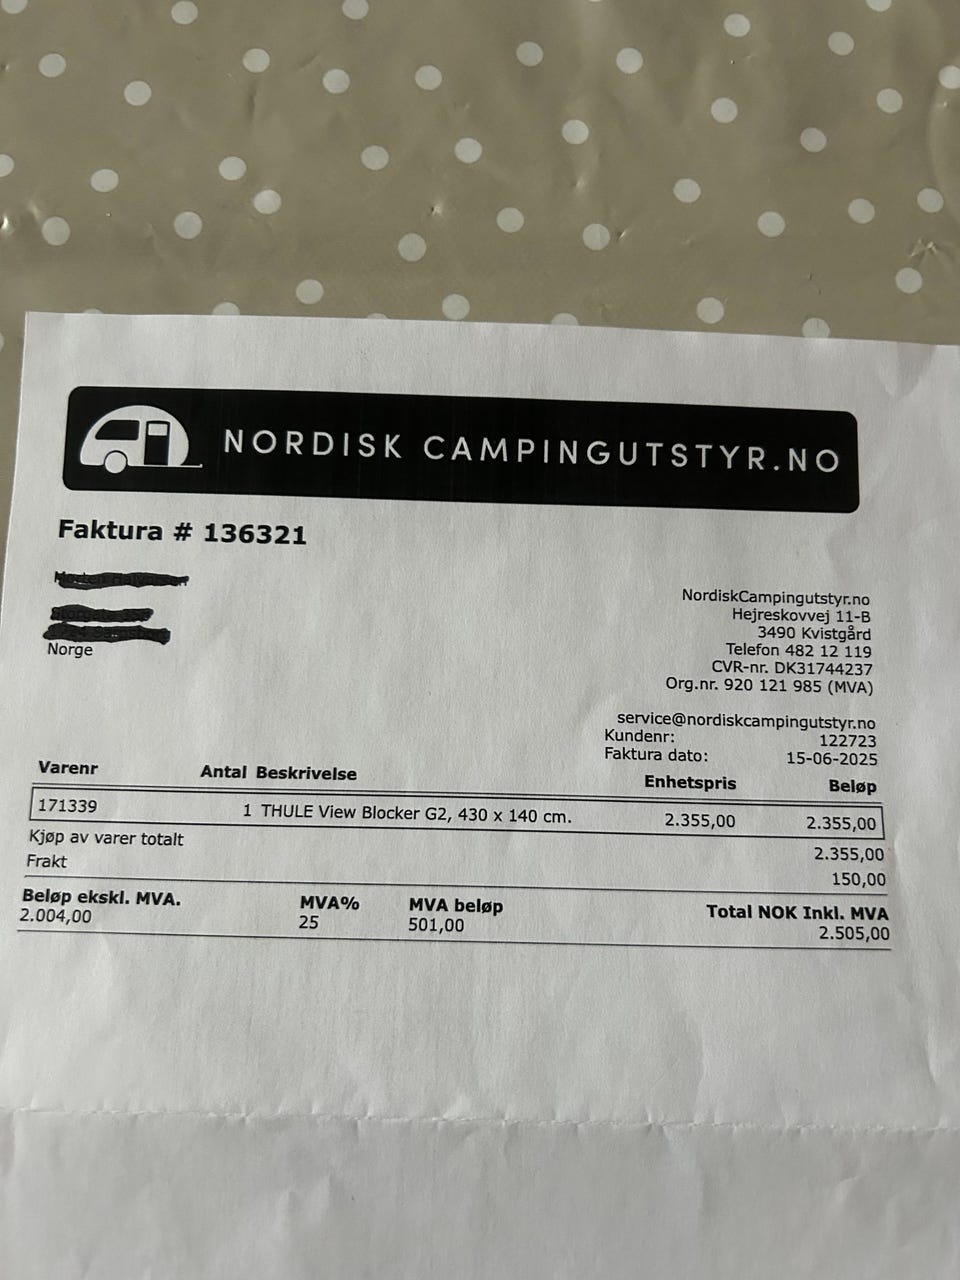 NORDISK CAMPINGUTSTYR.NO
Faktura # 136321
Norge
NordiskCampingutstyr.no
Hejreskovvej 11-B
3490 Kvistgård
Telefon 482 12 119
CVR-nr. DK31744237
Org.nr. 920 121 985 (MVA)
service@nordiskcampingutstyr.no
Kundenr: 122723
Faktura dato: 15-06-2025
Varenr Antal Beskrivelse Enhetspris Beløp
171339 1 THULE View Blocker G2, 430 x 140 cm. 2.355,00 2.355,00
Kjøp av varer totalt 2.355,00
Frakt 150,00
Beløp ekskl. MVA. MVA% MVA beløp Total NOK Inkl. MVA
2.004,00 25 501,00 2.505,00